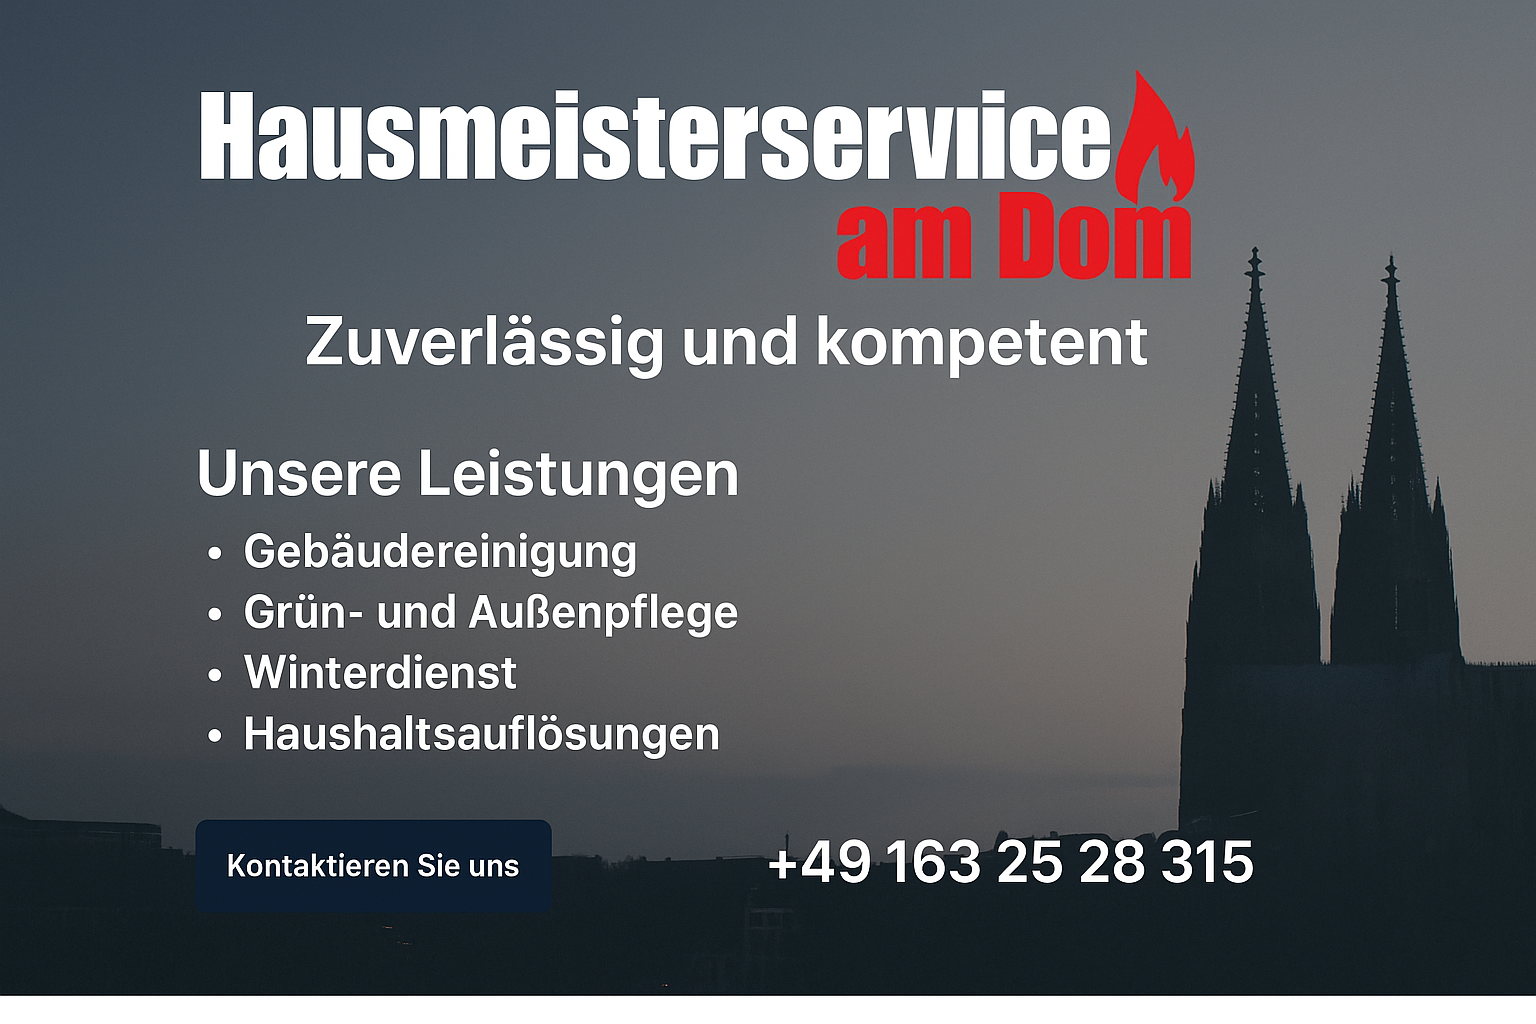 Hausmeisterserviice
am Dom
Zuverlässig und kompetent
Unsere Leistungen
• Gebäudereinigung
• Grün- und Außenpflege
• Winterdienst
• Haushaltsauflösungen
Kontaktieren Sie uns
+49 163 25 28 315